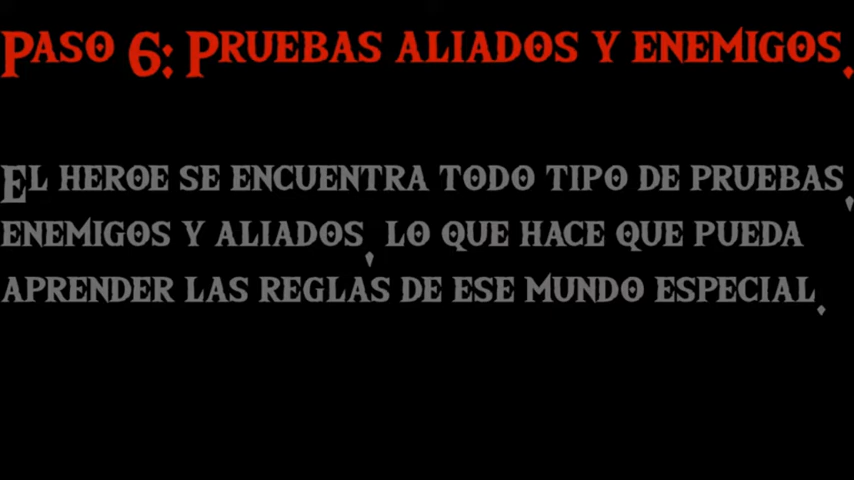 Paso 6: Pruebas aliados y enemigos.
El heroe se encuentra todo tipo de pruebas,
enemigos y aliados, lo que hace que pueda
aprender las reglas de ese mundo especial.